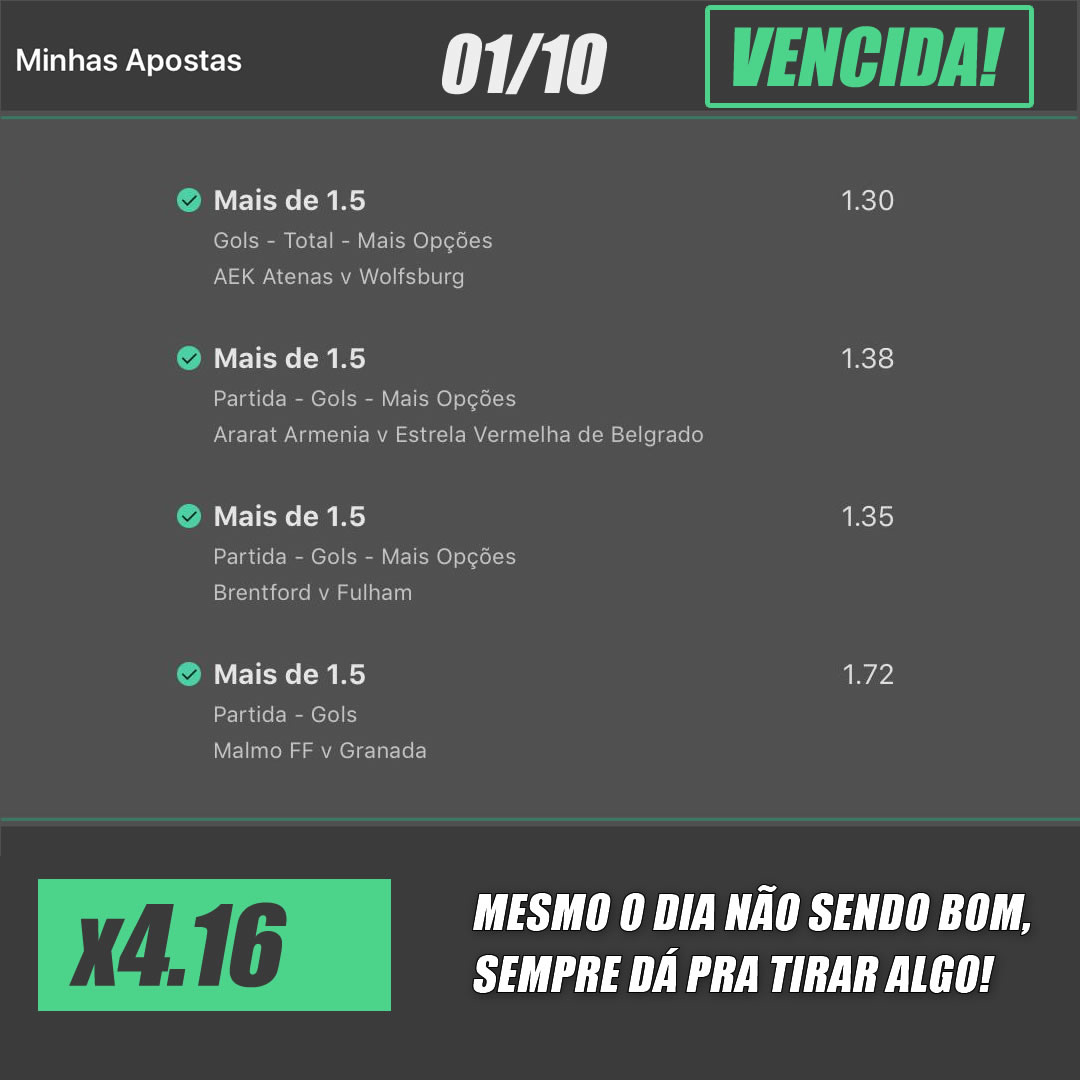 Minhas Apostas
01/10
VENCIDA!
Mais de 1.5
1.30
Gols - Total - Mais Opções
AEK Atenas v Wolfsburg
Mais de 1.5
1.38
Partida - Gols - Mais Opções
Ararat Armenia v Estrela Vermelha de Belgrado
Mais de 1.5
1.35
Partida - Gols - Mais Opções
Brentford v Fulham
Mais de 1.5
1.72
Partida - Gols
Malmo FF v Granada
x4.16
MESMO O DIA NÃO SENDO BOM,
SEMPRE DÁ PRA TIRAR ALGO!